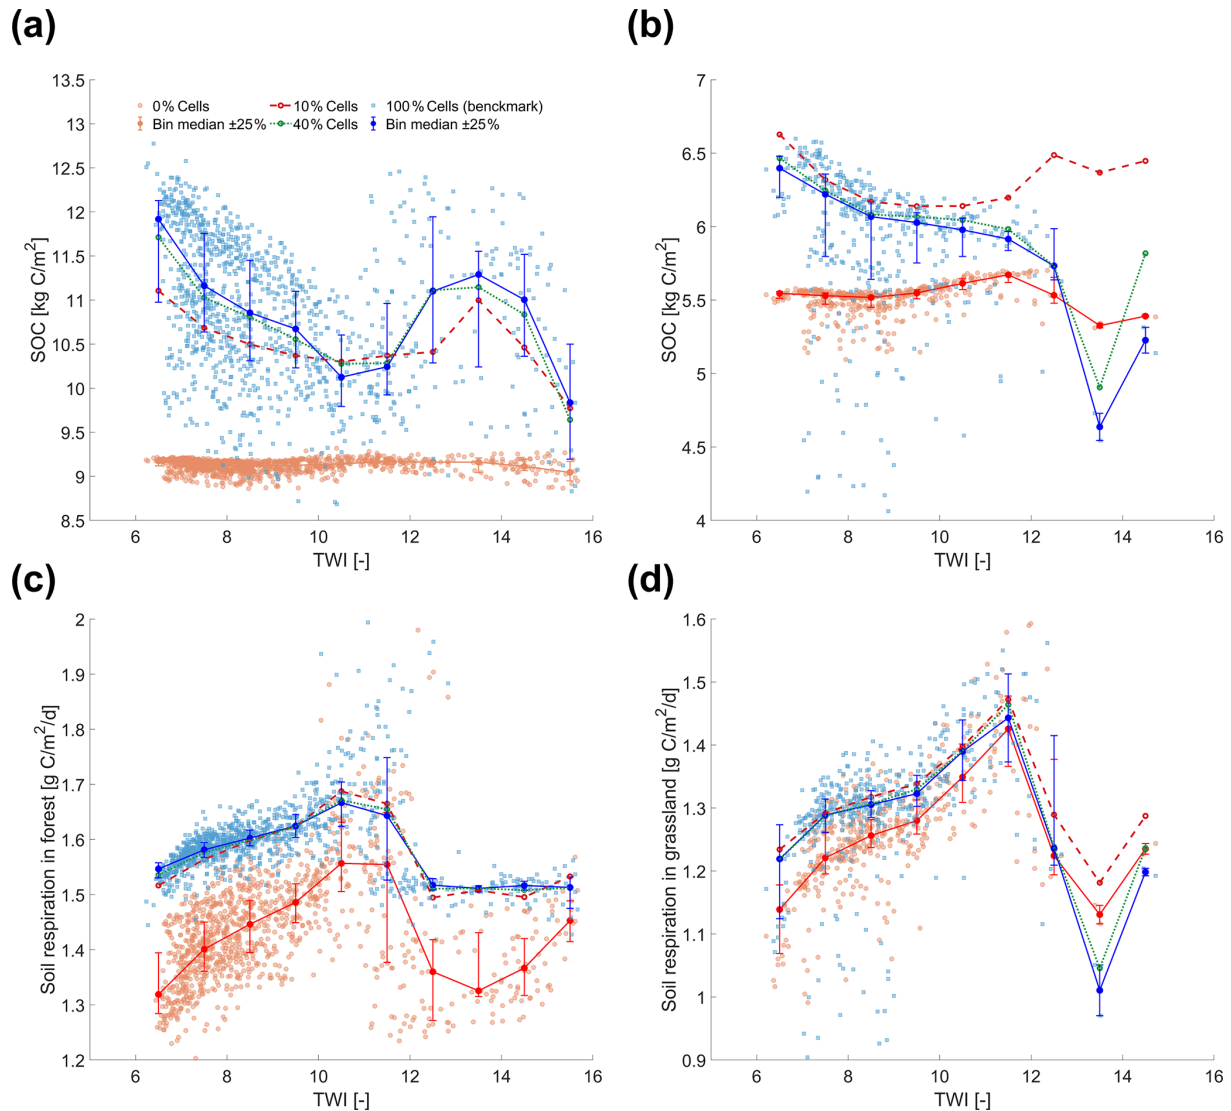 (a)
13.5
13
12.5
12
11.5
11
10.5
10
9.5
9
8.5
SOC [kg C/m²]
0% Cells 10% Cells 100% Cells (benckmark)
Bin median ±25% 40% Cells Bin median ±25%
6 8 10 12 14 16
TWI [-]
(b)
7
6.5
6
5.5
5
4.5
4
SOC [kg C/m²]
6 8 10 12 14 16
TWI [-]
(c)
2
1.9
1.8
1.7
1.6
1.5
1.4
1.3
1.2
Soil respiration in forest [g C/m²/d]
6 8 10 12 14 16
TWI [-]
(d)
1.6
1.5
1.4
1.3
1.2
1.1
1
0.9
Soil respiration in grassland [g C/m²/d]
6 8 10 12 14 16
TWI [-]